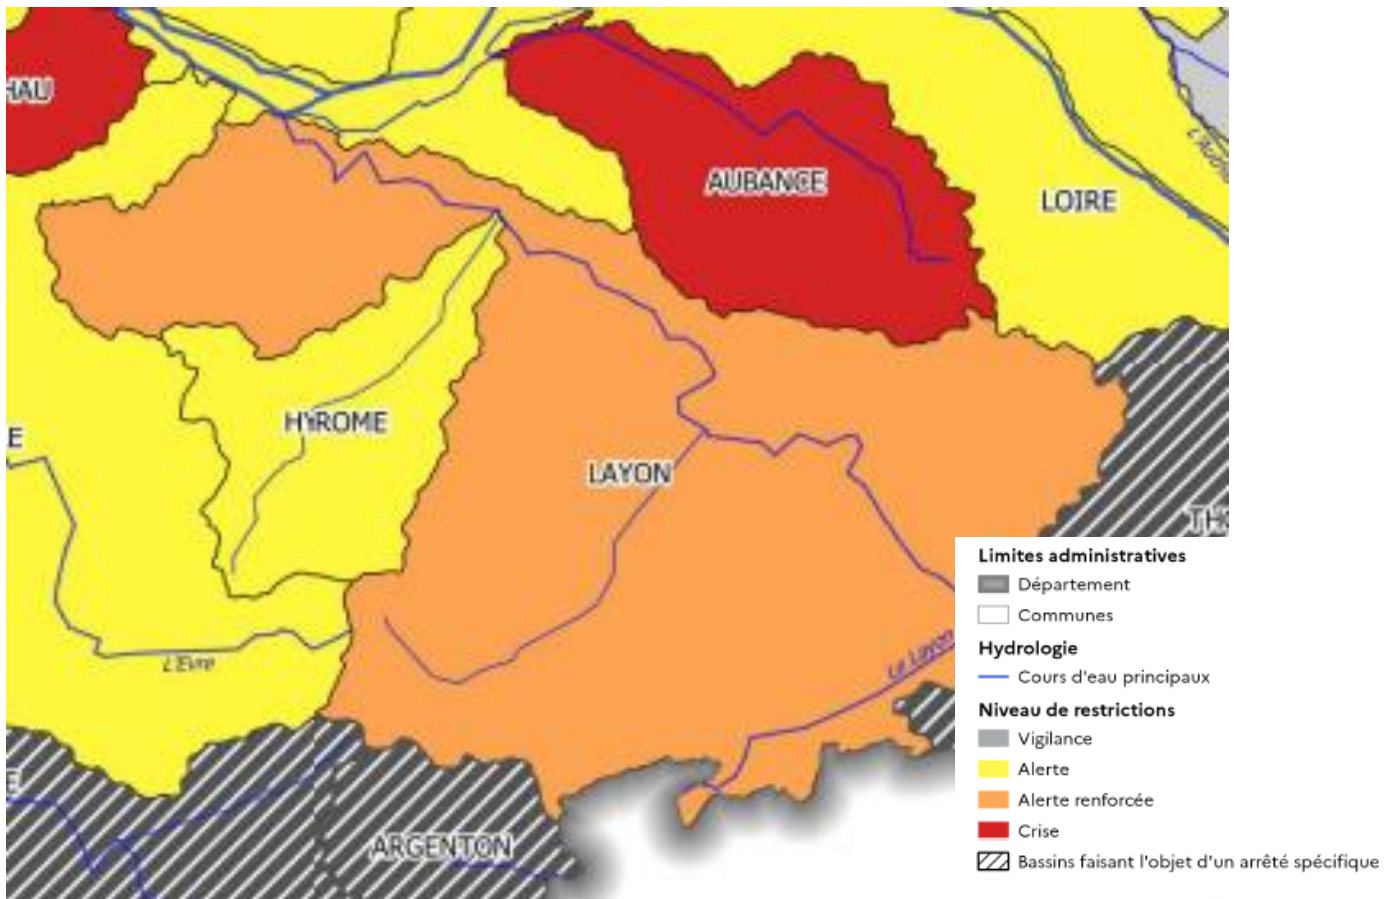 HAU
AUBANCE
LOIRE
HYROME
E
LAYON
L'Evre
Le Layon
E
ARGENTON
Limites administratives
Département
Communes
Hydrologie
Cours d'eau principaux
Niveau de restrictions
Vigilance
Alerte
Alerte renforcée
Crise
Bassins faisant l'objet d'un arrêté spécifique